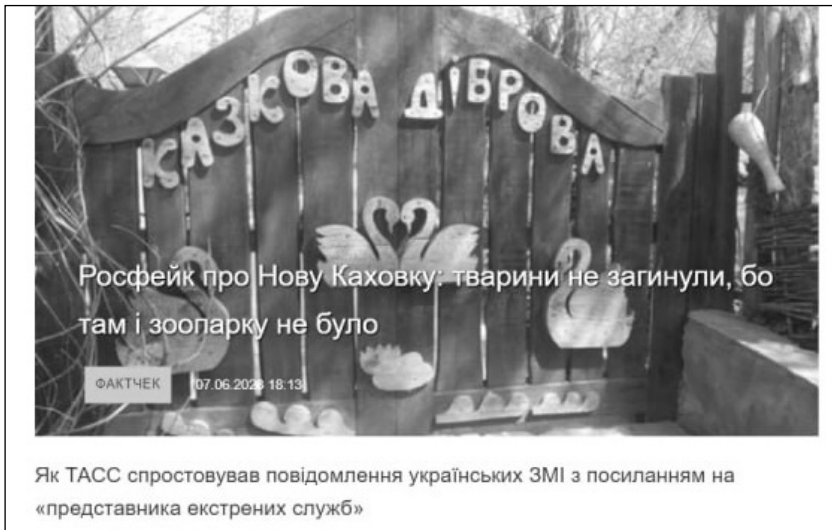 КАЗКОВА ДІБРОВА
Росфейк про Нову Каховку: тварини не загинули, бо
там і зоопарку не було
ФАКТЧЕК 07.06.2023 18:13
Як ТАСС спростовував повідомлення українських ЗМІ з посиланням на
«представника екстрених служб»